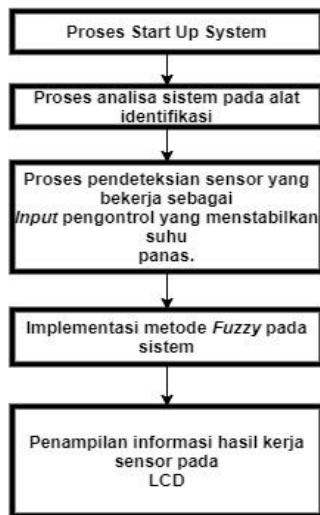 Proses Start Up System
Proses analisa sistem pada alat
identifikasi
Proses pendeteksian sensor yang
bekerja sebagai
Input pengontrol yang menstabilkan
suhu
panas.
Implementasi metode Fuzzy pada
sistem
Penampilan informasi hasil kerja
sensor pada
LCD